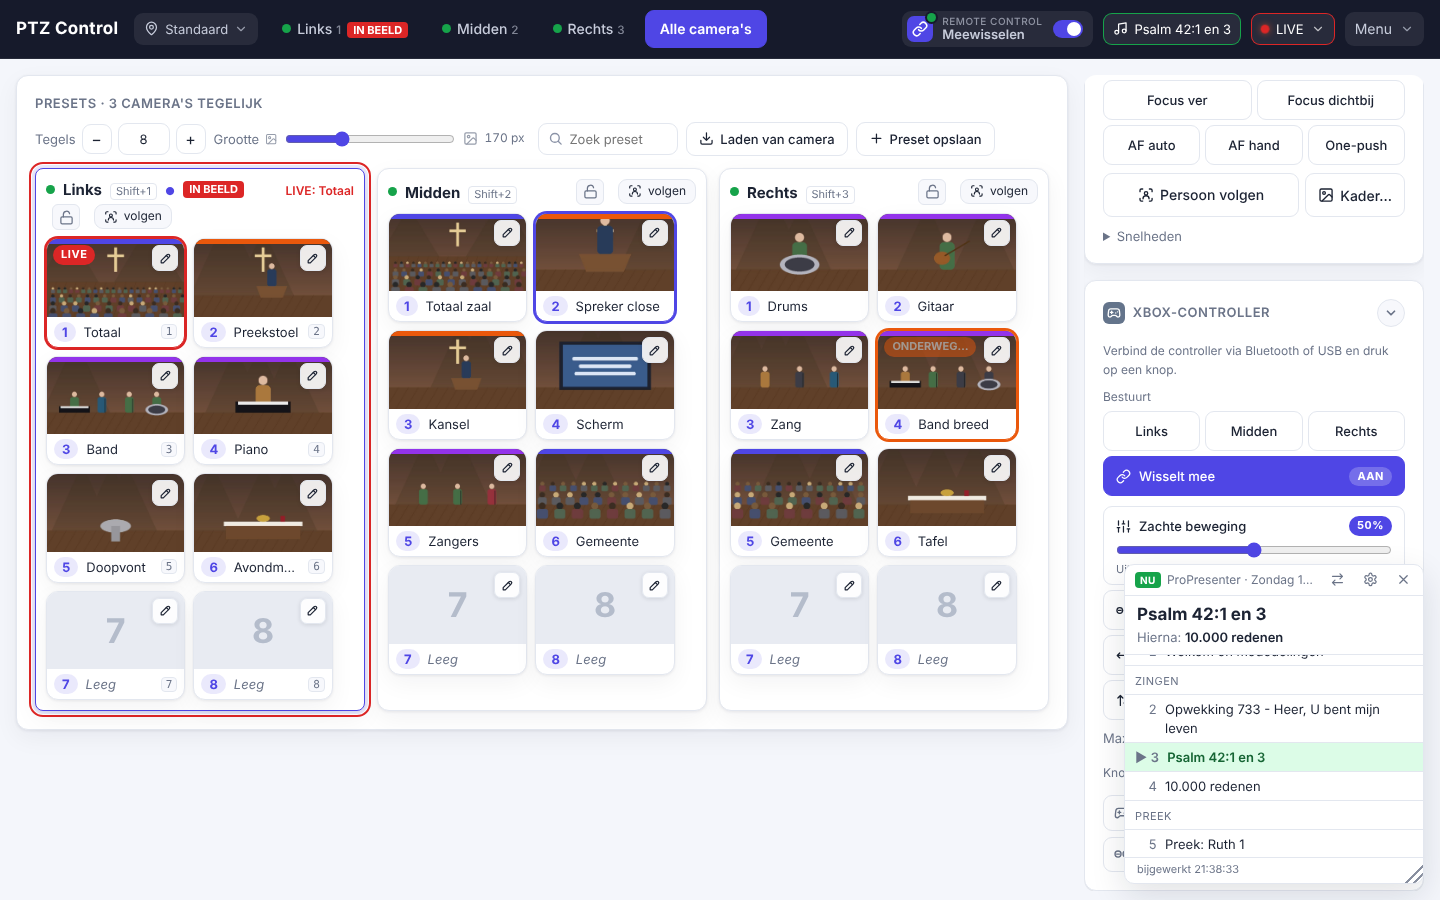 PTZ Control
Standaard
Links 1 IN BEELD
Midden 2
Rechts 3
Alle camera's
REMOTE CONTROL
Meewisselen
Psalm 42:1 en 3
LIVE
Menu
PRESETS · 3 CAMERA'S TEGELIJK
Tegels − 8 + Grootte 170 px
Zoek preset
Laden van camera
+ Preset opslaan
Links Shift+1 IN BEELD LIVE: Totaal
volgen
LIVE
1 Totaal 1
2 Preekstoel 2
3 Band 3
4 Piano 4
5 Doopvont 5
6 Avondm... 6
7
8
7 Leeg 7
8 Leeg 8
Midden Shift+2 volgen
1 Totaal zaal
2 Spreker close
3 Kansel
4 Scherm
5 Zangers
6 Gemeente
7
8
7 Leeg
8 Leeg
Rechts Shift+3 volgen
1 Drums
2 Gitaar
ONDERWEG...
3 Zang
4 Band breed
5 Gemeente
6 Tafel
7
8
7 Leeg
8 Leeg
Focus ver
Focus dichtbij
AF auto
AF hand
One-push
Persoon volgen
Kader...
Snelheden
XBOX-CONTROLLER
Verbind de controller via Bluetooth of USB en druk
op een knop.
Bestuurt
Links
Midden
Rechts
Wisselt mee AAN
Zachte beweging 50%
NU ProPresenter · Zondag 1...
Psalm 42:1 en 3
Hierna: 10.000 redenen
ZINGEN
2 Opwekking 733 - Heer, U bent mijn
leven
3 Psalm 42:1 en 3
4 10.000 redenen
PREEK
5 Preek: Ruth 1
bijgewerkt 21:38:33